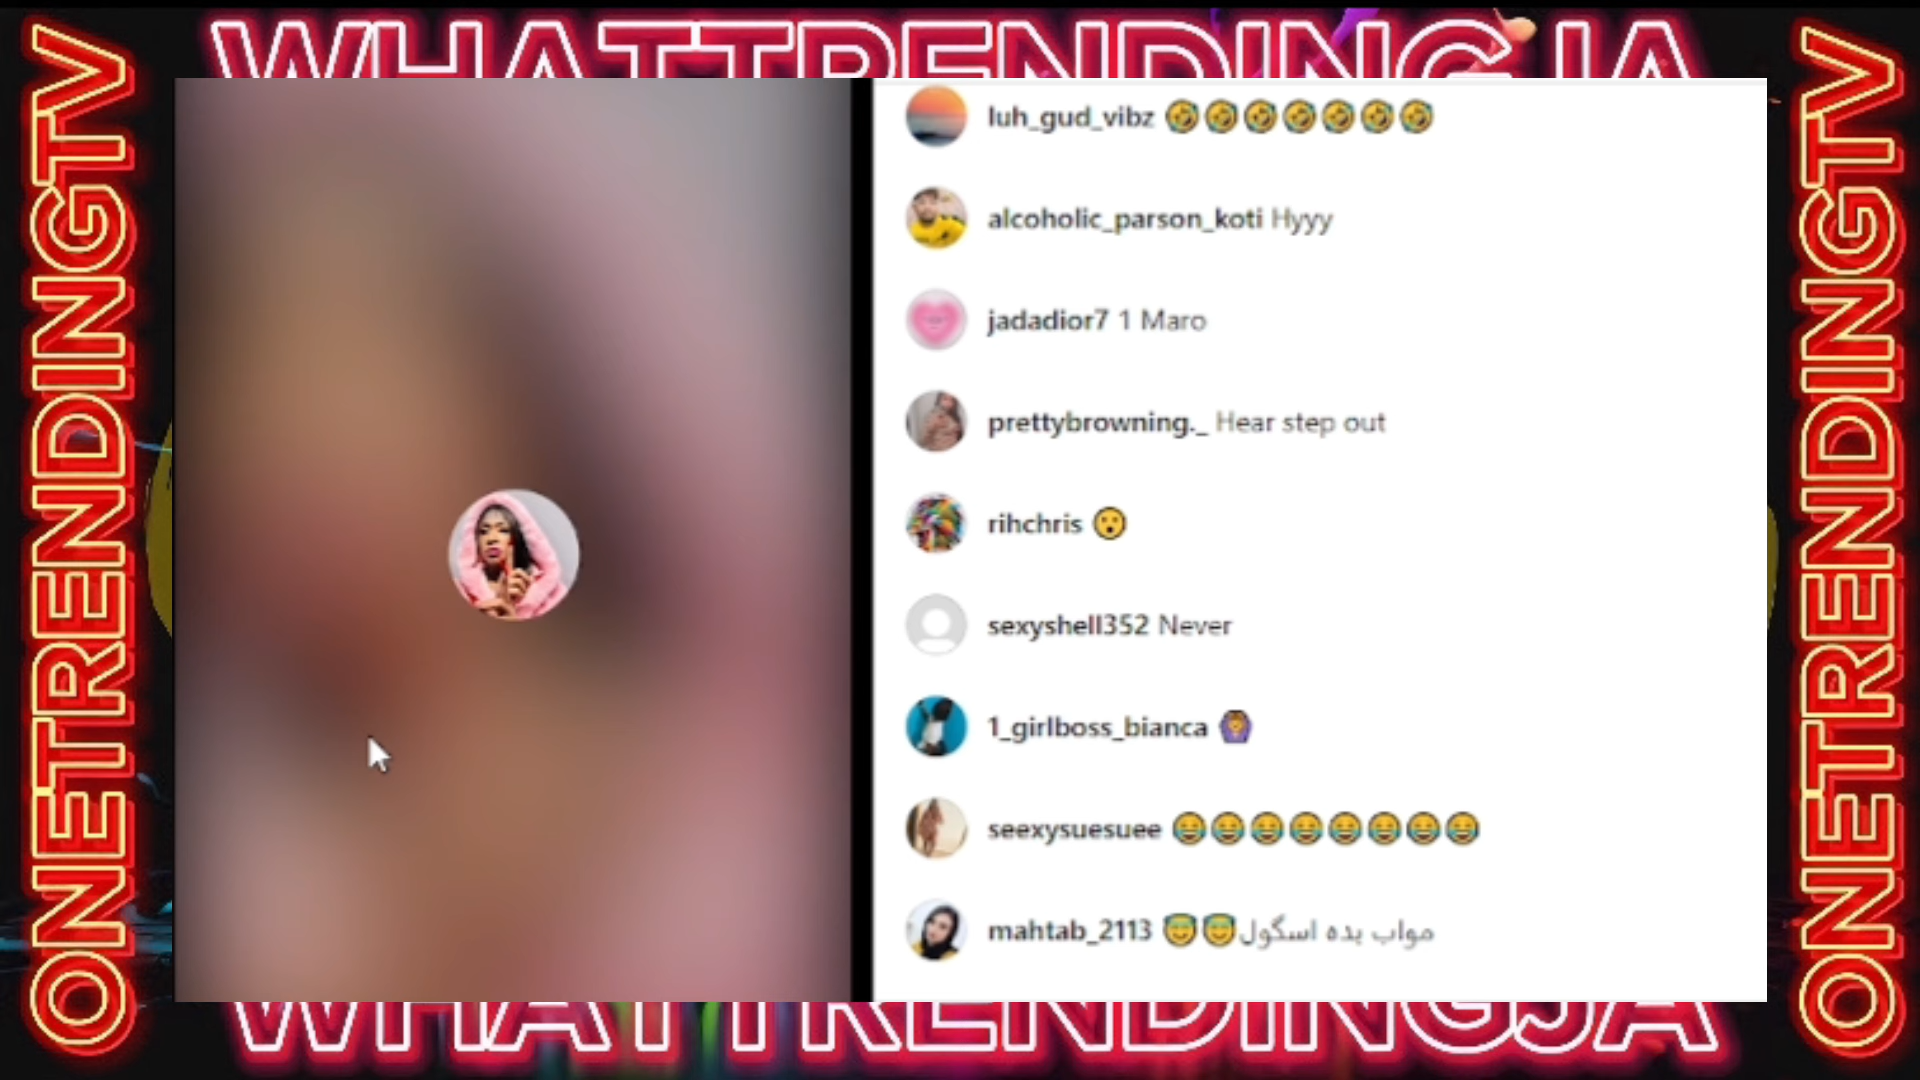 WHATTRENDINGJA
ONETRENDINGTV
ONETRENDINGTV
luh_gud_vibz 🤣🤣🤣🤣🤣🤣🤣
alcoholic_parson_koti Hyyy
jadadior7 1 Maro
prettybrowning._ Hear step out
rihchris 😮
sexyshell352 Never
1_girlboss_bianca 🙆
seexysuesuee 😂😂😂😂😂😂😂😂
mahtab_2113 😇😇مواب بده اسگول
WHATTRENDINGJA